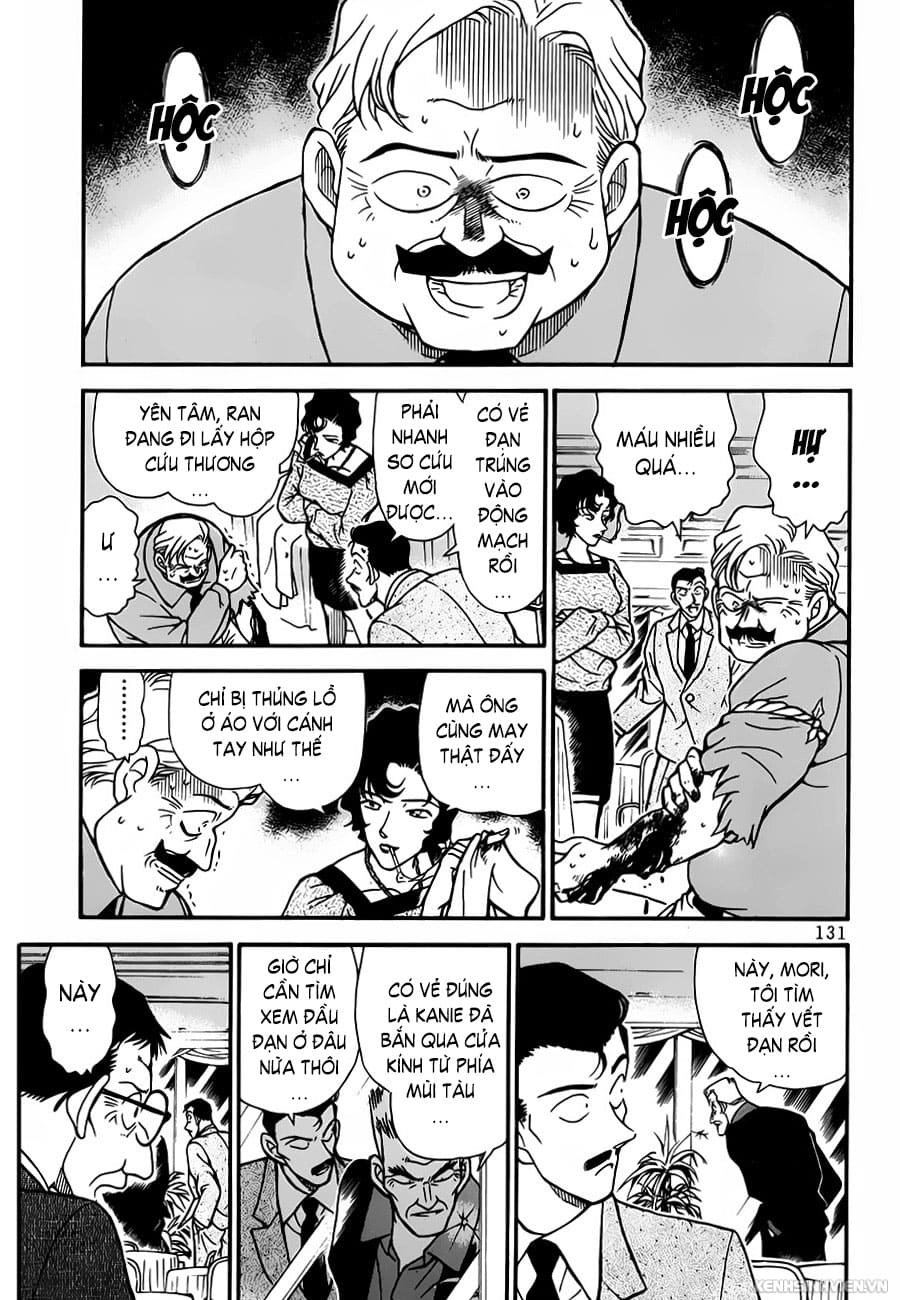 HỘC
HỘC
HỘC
HỰ
...
MÁU NHIỀU
QUÁ...
CÓ VẺ
ĐẠN
TRÚNG
VÀO
ĐỘNG
MẠCH
RỒI
PHẢI
NHANH
SƠ CỨU
MỚI
ĐƯỢC...
YÊN TÂM, RAN
ĐANG ĐI LẤY HỘP
CỨU THƯƠNG
...
Ư
...
MÀ ÔNG
CŨNG MAY
THẬT ĐẤY
...
CHỈ BỊ THỦNG LỖ
Ở ÁO VỚI CÁNH
TAY NHƯ THẾ
...
........
131
NÀY, MORI,
TÔI TÌM
THẤY VẾT
ĐẠN RỒI
...
CÓ VẺ ĐÚNG
LÀ KANIE ĐÃ
BẮN QUA CỬA
KÍNH TỪ PHÍA
MŨI TÀU
...
GIỜ CHỈ
CẦN TÌM
XEM ĐẦU
ĐẠN Ở ĐÂU
NỮA THÔI
...
NÀY
...
KENHSINHVIEN.VN